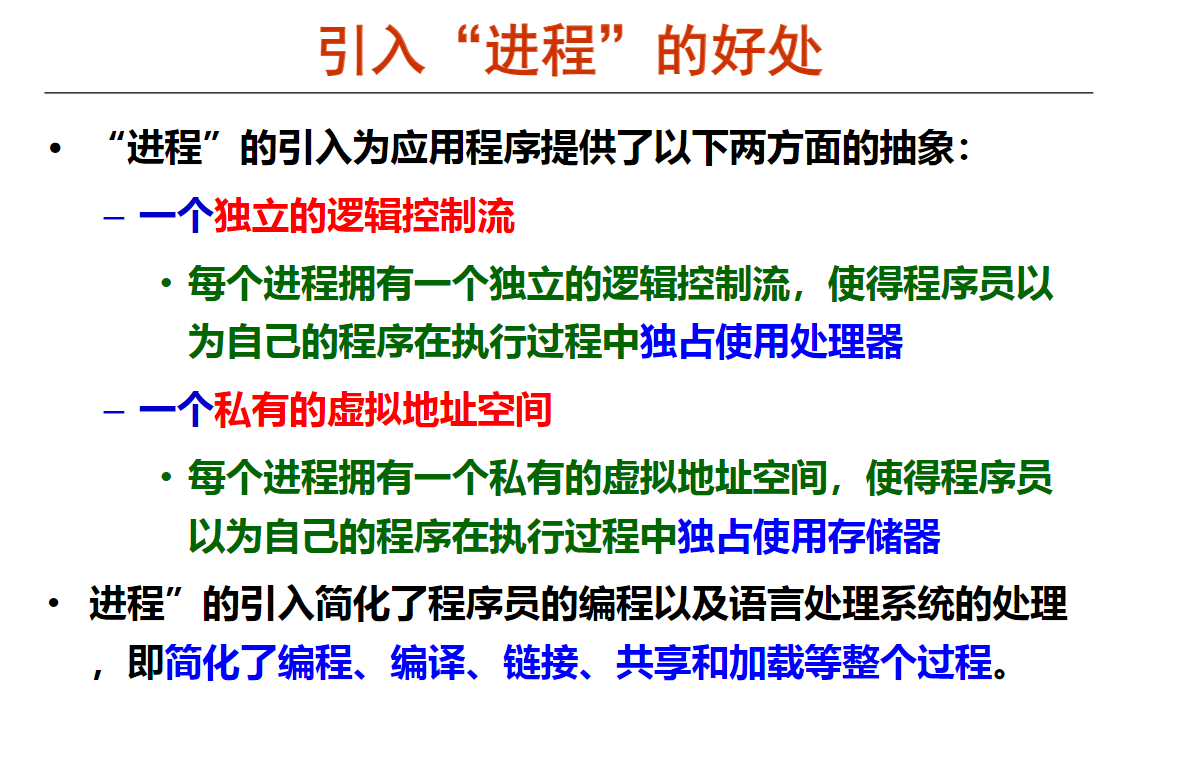 引入“进程”的好处
• “进程”的引入为应用程序提供了以下两方面的抽象：
– 一个独立的逻辑控制流
• 每个进程拥有一个独立的逻辑控制流，使得程序员以
为自己的程序在执行过程中独占使用处理器
– 一个私有的虚拟地址空间
• 每个进程拥有一个私有的虚拟地址空间，使得程序员
以为自己的程序在执行过程中独占使用存储器
• 进程”的引入简化了程序员的编程以及语言处理系统的处理
，即简化了编程、编译、链接、共享和加载等整个过程。